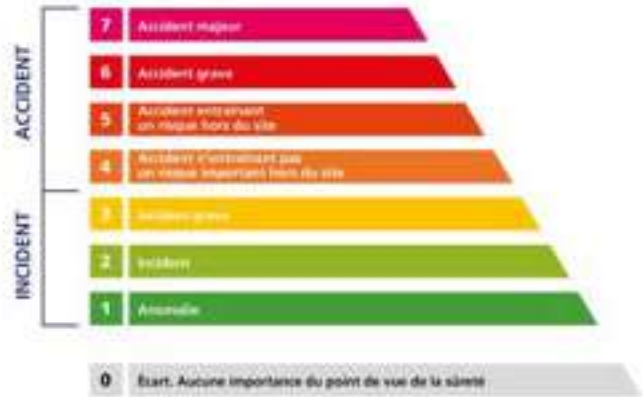 ACCIDENT
7 Accident majeur
6 Accident grave
5 Accident entraînant
un risque hors du site
4 Accident n'entraînant pas
un risque important hors du site
INCIDENT
3 Incident grave
2 Incident
1 Anomalie
0 Écart. Aucune importance du point de vue de la sûreté